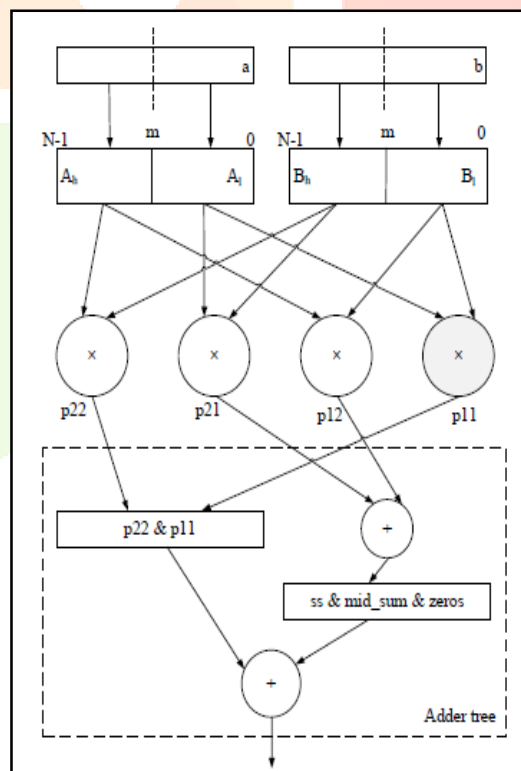 a
b
N-1 m 0
N-1 m 0
Aₕ Aₗ
Bₕ Bₗ
× × × ×
p22 p21 p12 p11
p22 & p11
+
ss & mid_sum & zeros
+
Adder tree